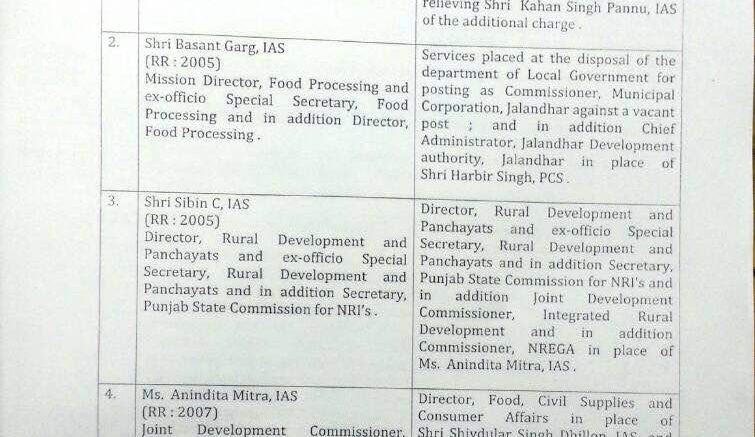 relieving Shri Kahan Singh Pannu, IAS
of the additional charge .
2.
Shri Basant Garg, IAS
(RR : 2005)
Mission Director, Food Processing and
ex-officio Special Secretary, Food
Processing and in addition Director,
Food Processing .
Services placed at the disposal of the
department of Local Government for
posting as Commissioner, Municipal
Corporation, Jalandhar against a vacant
post ; and in addition Chief
Administrator, Jalandhar Development
authority, Jalandhar in place of
Shri Harbir Singh, PCS .
3.
Shri Sibin C, IAS
(RR : 2005)
Director, Rural Development and
Panchayats and ex-officio Special
Secretary, Rural Development and
Panchayats and in addition Secretary,
Punjab State Commission for NRI's .
Director, Rural Development and
Panchayats and ex-officio Special
Secretary, Rural Development and
Panchayats and in addition Secretary,
Punjab State Commission for NRI's and
in addition Joint Development
Commissioner, Integrated Rural
Development and in addition
Commissioner, NREGA in place of
Ms. Anindita Mitra, IAS .
4.
Ms. Anindita Mitra, IAS
(RR : 2007)
Joint Development Commissioner,
Director, Food, Civil Supplies and
Consumer Affairs in place of
Shri Shivdular Singh Dhillon, IAS and